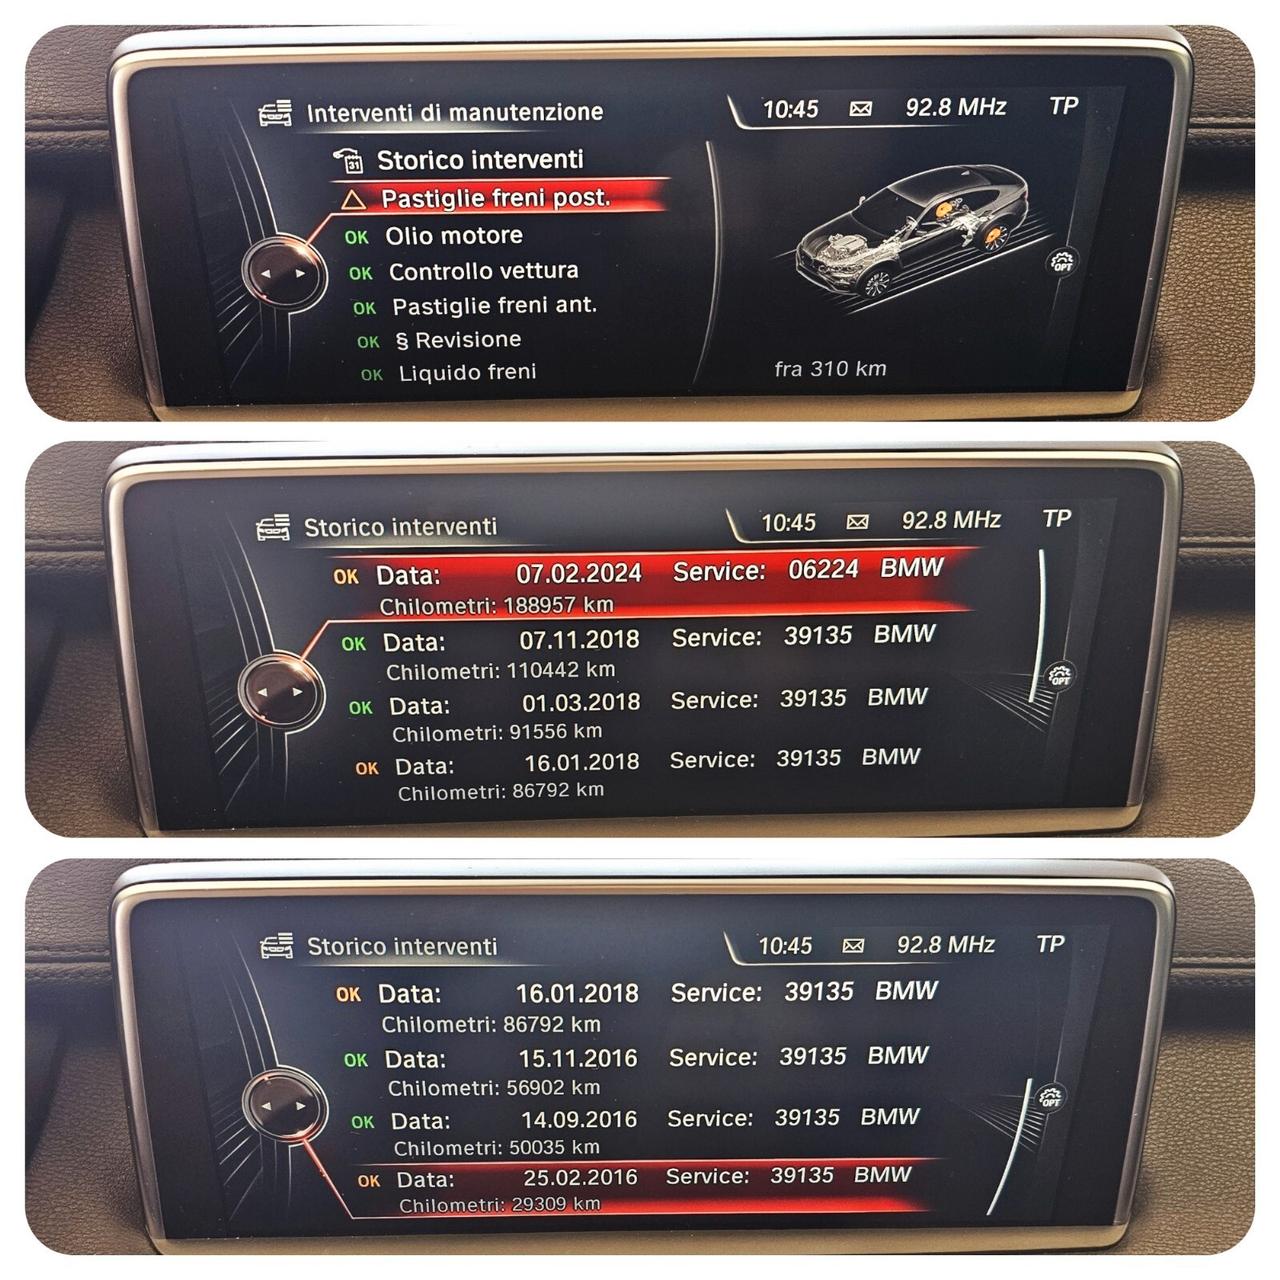 Interventi di manutenzione 10:45 92.8 MHz TP
31 Storico interventi
Pastiglie freni post.
OK Olio motore
OK Controllo vettura
OK Pastiglie freni ant.
OK § Revisione
OK Liquido freni
OPT
fra 310 km
Storico interventi 10:45 92.8 MHz TP
OK Data: 07.02.2024 Service: 06224 BMW
Chilometri: 188957 km
OK Data: 07.11.2018 Service: 39135 BMW
Chilometri: 110442 km
OPT
OK Data: 01.03.2018 Service: 39135 BMW
Chilometri: 91556 km
OK Data: 16.01.2018 Service: 39135 BMW
Chilometri: 86792 km
Storico interventi 10:45 92.8 MHz TP
OK Data: 16.01.2018 Service: 39135 BMW
Chilometri: 86792 km
OK Data: 15.11.2016 Service: 39135 BMW
Chilometri: 56902 km
OPT
OK Data: 14.09.2016 Service: 39135 BMW
Chilometri: 50035 km
OK Data: 25.02.2016 Service: 39135 BMW
Chilometri: 29309 km